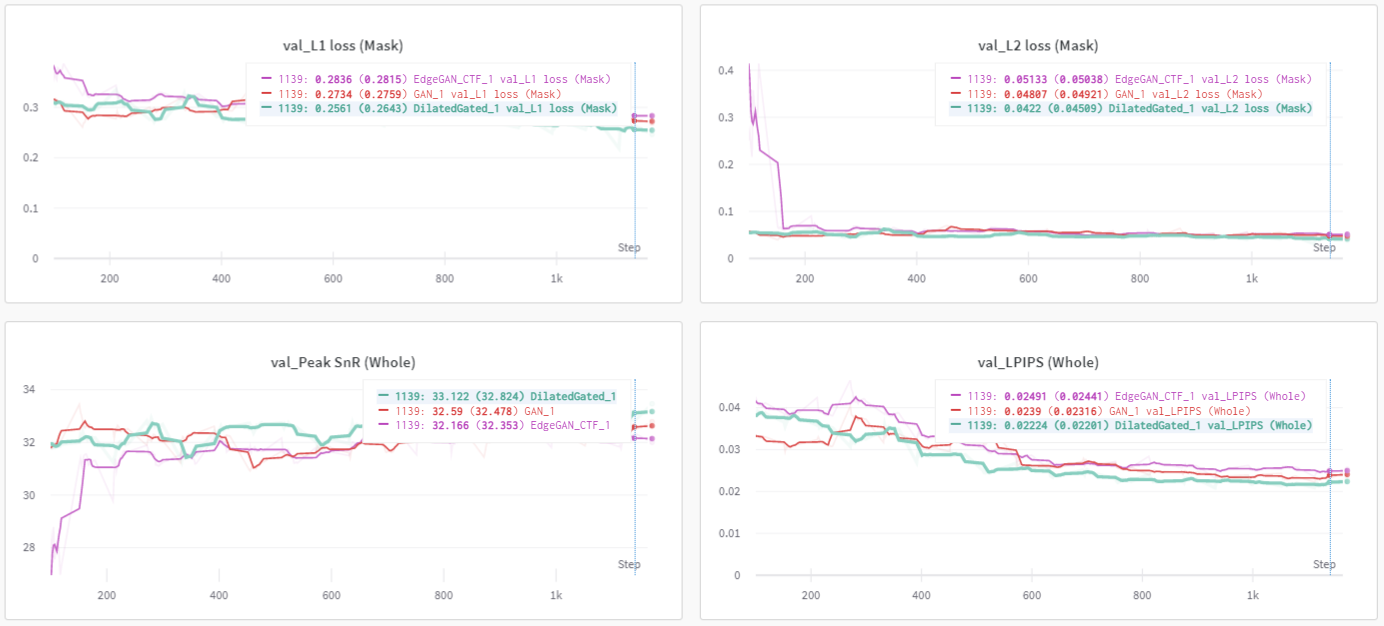 val_L1 loss (Mask)
1139: 0.2836 (0.2815) EdgeGAN_CTF_1 val_L1 loss (Mask)
1139: 0.2734 (0.2759) GAN_1 val_L1 loss (Mask)
1139: 0.2561 (0.2643) DilatedGated_1 val_L1 loss (Mask)
0.3
0.2
0.1
0
Step
200
400
600
800
1k
val_L2 loss (Mask)
1139: 0.05133 (0.05038) EdgeGAN_CTF_1 val_L2 loss (Mask)
1139: 0.04807 (0.04921) GAN_1 val_L2 loss (Mask)
1139: 0.0422 (0.04509) DilatedGated_1 val_L2 loss (Mask)
0.4
0.3
0.2
0.1
0
Step
200
400
600
800
1k
val_Peak SnR (Whole)
1139: 33.122 (32.824) DilatedGated_1
1139: 32.59 (32.478) GAN_1
1139: 32.166 (32.353) EdgeGAN_CTF_1
34
32
30
28
Step
200
400
600
800
1k
val_LPIPS (Whole)
1139: 0.02491 (0.02441) EdgeGAN_CTF_1 val_LPIPS (Whole)
1139: 0.0239 (0.02316) GAN_1 val_LPIPS (Whole)
1139: 0.02224 (0.02201) DilatedGated_1 val_LPIPS (Whole)
0.04
0.03
0.02
0.01
0
Step
200
400
600
800
1k